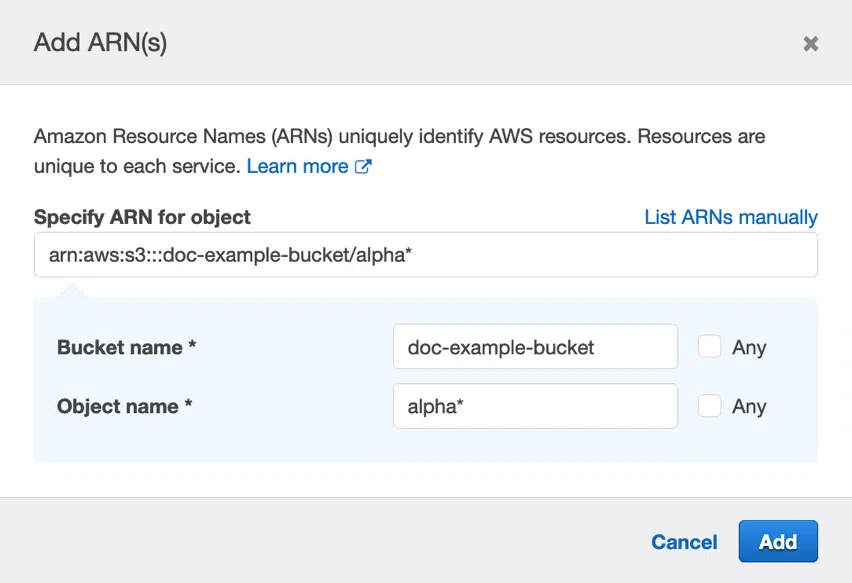 Add ARN(s)
Amazon Resource Names (ARNs) uniquely identify AWS resources. Resources are
unique to each service. Learn more
Specify ARN for object
List ARNs manually
arn:aws:s3:::doc-example-bucket/alpha*
Bucket name *
doc-example-bucket
Any
Object name *
alpha*
Any
Cancel
Add